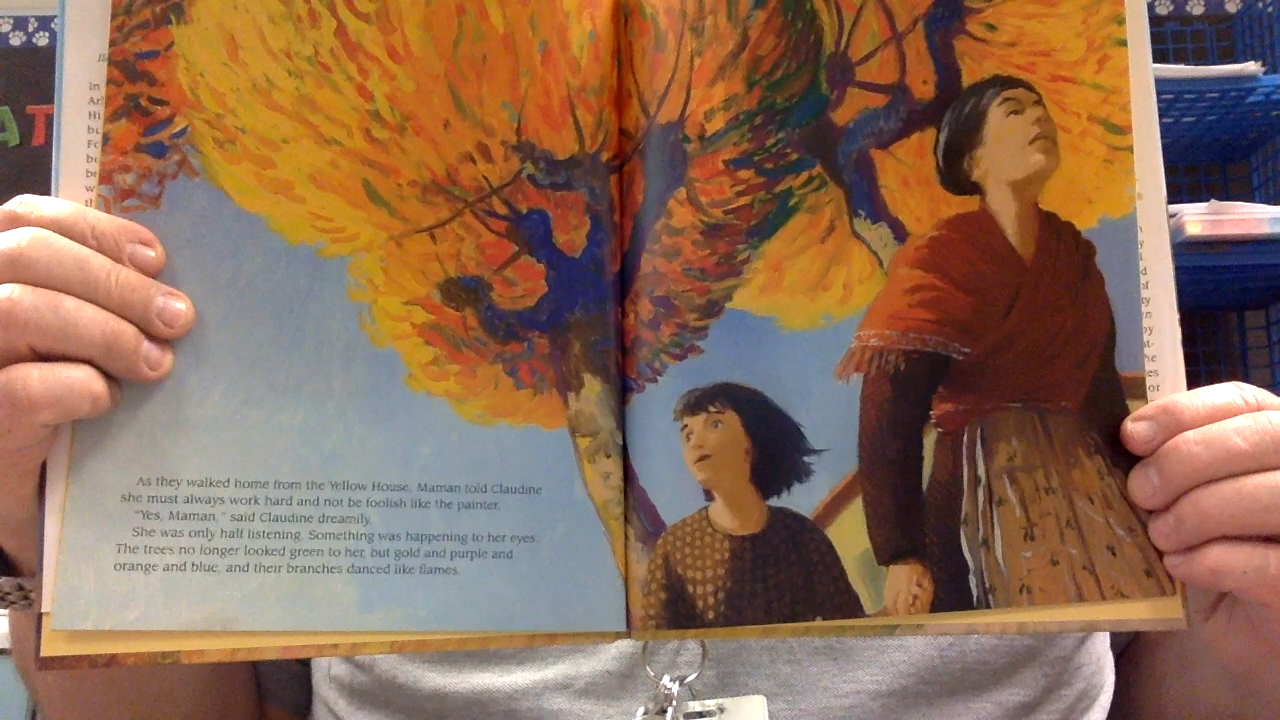 AT
As they walked home from the Yellow House, Maman told Claudine
she must always work hard and not be foolish like the painter.
"Yes, Maman," said Claudine dreamily.
She was only half listening. Something was happening to her eyes.
The trees no longer looked green to her, but gold and purple and
orange and blue, and their branches danced like flames.